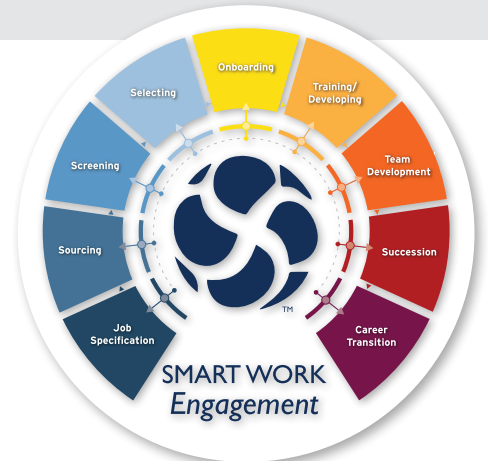 Onboarding
Selecting
Training/
Developing
Screening
Team
Development
Sourcing
Succession
Job
Specification
Career
Transition
TM
SMART WORK
Engagement